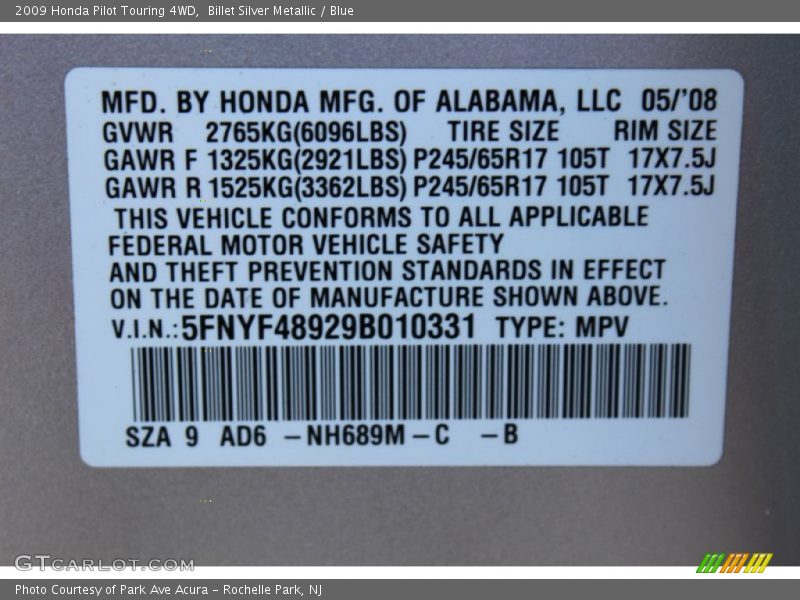 2009 Honda Pilot Touring 4WD,  Billet Silver Metallic / Blue
MFD. BY HONDA MFG. OF ALABAMA, LLC 05/'08
GVWR 2765KG(6096LBS) TIRE SIZE RIM SIZE
GAWR F 1325KG(2921LBS) P245/65R17 105T 17X7.5J
GAWR R 1525KG(3362LBS) P245/65R17 105T 17X7.5J
THIS VEHICLE CONFORMS TO ALL APPLICABLE
FEDERAL MOTOR VEHICLE SAFETY
AND THEFT PREVENTION STANDARDS IN EFFECT
ON THE DATE OF MANUFACTURE SHOWN ABOVE.
V.I.N.:5FNYF48929B010331 TYPE: MPV
SZA 9 AD6 –NH689M–C –B
GTCARLOT.COM
Photo Courtesy of Park Ave Acura – Rochelle Park, NJ